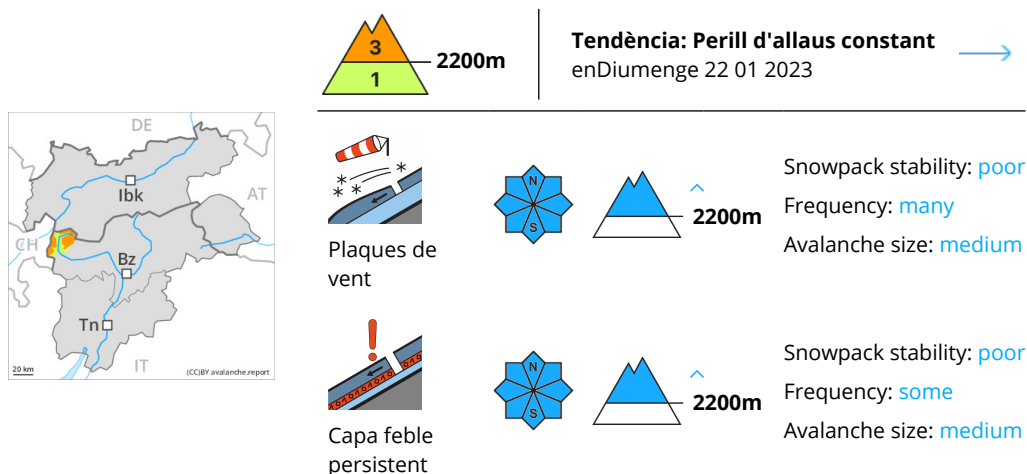 3
1
2200m
Tendència: Perill d'allaus constant
enDiumenge 22 01 2023
DE
AT
CH
IT
Ibk
Bz
Tn
20 km
(CC)BY avalanche.report
Plaques de
vent
N
S
2200m
Snowpack stability: poor
Frequency: many
Avalanche size: medium
Capa feble
persistent
N
S
2200m
Snowpack stability: poor
Frequency: some
Avalanche size: medium